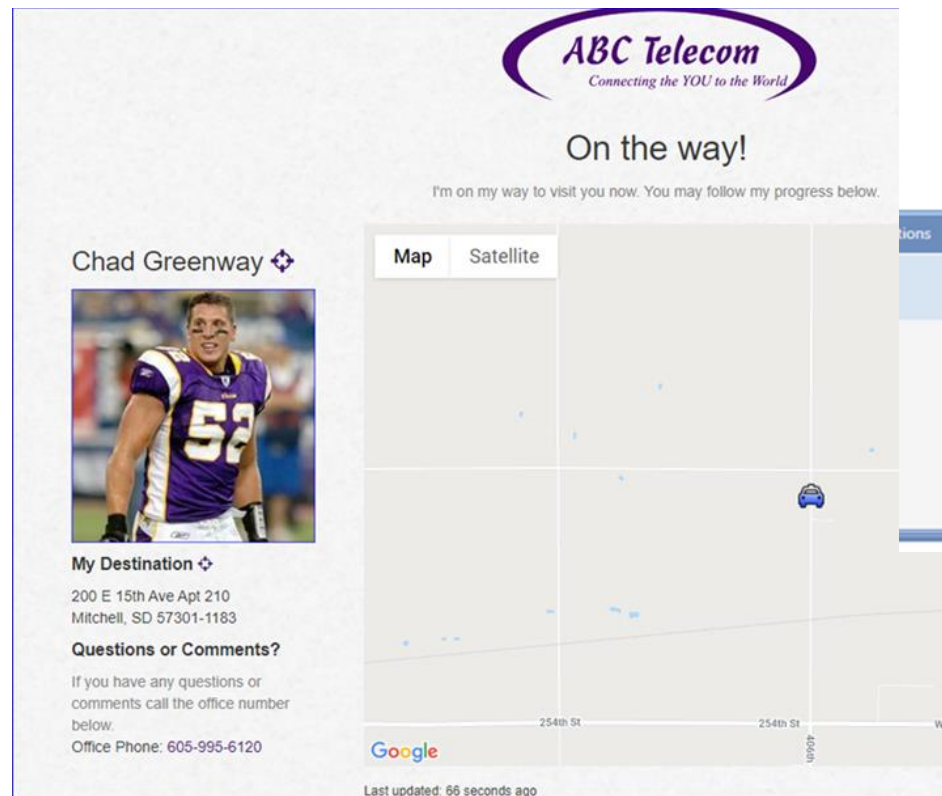 ABC Telecom
Connecting the YOU to the World
On the way!
I'm on my way to visit you now. You may follow my progress below.
tions
Chad Greenway
Map
Satellite
52
My Destination
200 E 15th Ave Apt 210
Mitchell, SD 57301-1183
Questions or Comments?
If you have any questions or
comments call the office number
below.
Office Phone: 605-995-6120
254th St
254th St
W
406th
Google
Last updated: 66 seconds ago